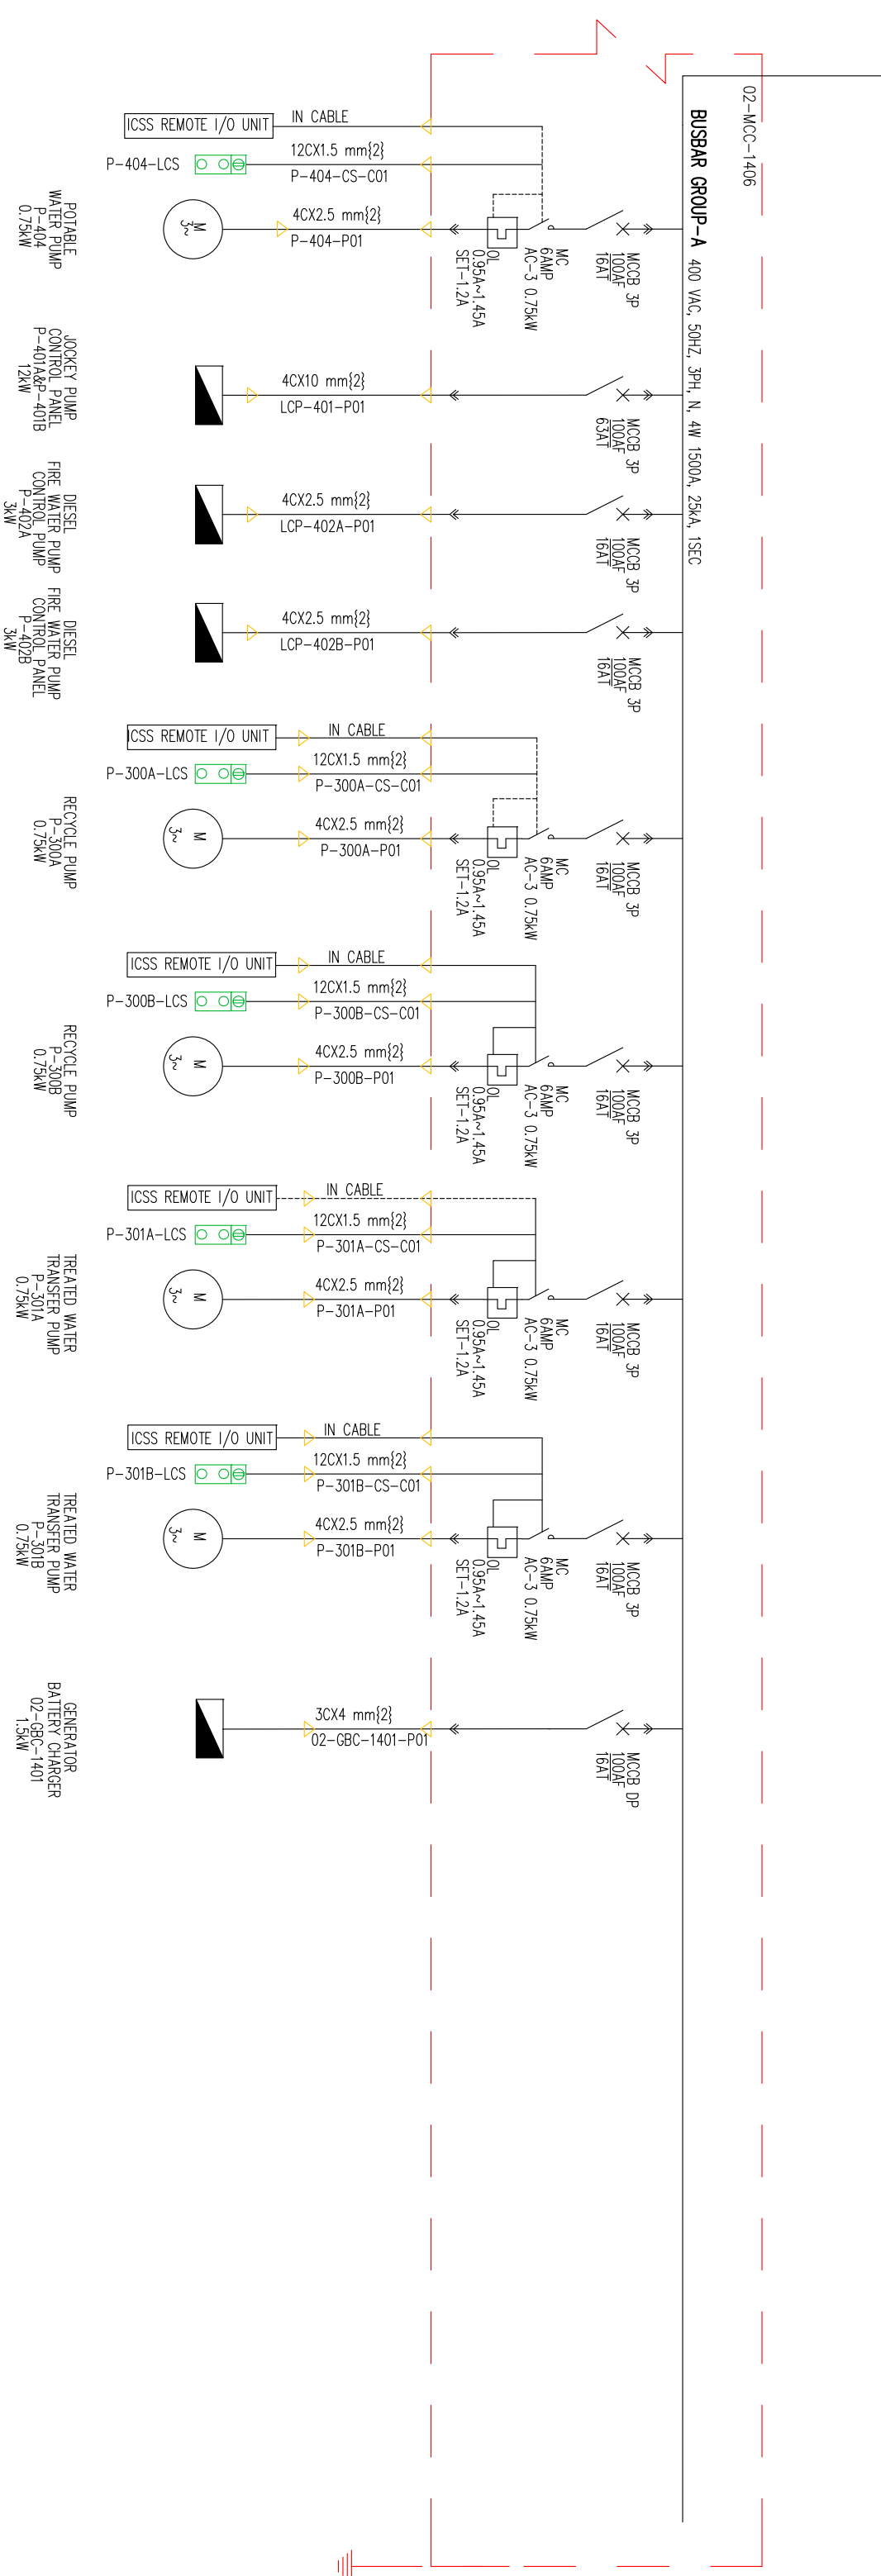 02-MCC-1406
BUSBAR GROUP-A 400 VAC, 50HZ, 3PH, N, 4W 1500A, 25kA, 1SEC
ICSS REMOTE I/O UNIT
IN CABLE
P-404-LCS
12CX1.5 mm{2}
P-404-CS-C01
4CX2.5 mm{2}
P-404-P01
M
3~
POTABLE
WATER PUMP
P-404
0.75kW
MCCB 3P
100AF
16AT
MC
6AMP
AC-3 0.75kW
OL
0.95A~1.45A
SET-1.2A
4CX10 mm{2}
LCP-401-P01
JOCKEY PUMP
CONTROL PANEL
P-401A&P-401B
12kW
MCCB 3P
100AF
63AT
4CX2.5 mm{2}
LCP-402A-P01
DIESEL
FIRE WATER PUMP
CONTROL PUMP
P-402A
3kW
MCCB 3P
100AF
16AT
4CX2.5 mm{2}
LCP-402B-P01
DIESEL
FIRE WATER PUMP
CONTROL PANEL
P-402B
3kW
MCCB 3P
100AF
16AT
ICSS REMOTE I/O UNIT
IN CABLE
P-300A-LCS
12CX1.5 mm{2}
P-300A-CS-C01
4CX2.5 mm{2}
P-300A-P01
M
3~
RECYCLE PUMP
P-300A
0.75kW
MCCB 3P
100AF
16AT
MC
6AMP
AC-3 0.75kW
OL
0.95A~1.45A
SET-1.2A
ICSS REMOTE I/O UNIT
IN CABLE
P-300B-LCS
12CX1.5 mm{2}
P-300B-CS-C01
4CX2.5 mm{2}
P-300B-P01
M
3~
RECYCLE PUMP
P-300B
0.75kW
MCCB 3P
100AF
16AT
MC
6AMP
AC-3 0.75kW
OL
0.95A~1.45A
SET-1.2A
ICSS REMOTE I/O UNIT
IN CABLE
P-301A-LCS
12CX1.5 mm{2}
P-301A-CS-C01
4CX2.5 mm{2}
P-301A-P01
M
3~
TREATED WATER
TRANSFER PUMP
P-301A
0.75kW
MCCB 3P
100AF
16AT
MC
6AMP
AC-3 0.75kW
OL
0.95A~1.45A
SET-1.2A
ICSS REMOTE I/O UNIT
IN CABLE
P-301B-LCS
12CX1.5 mm{2}
P-301B-CS-C01
4CX2.5 mm{2}
P-301B-P01
M
3~
TREATED WATER
TRANSFER PUMP
P-301B
0.75kW
MCCB 3P
100AF
16AT
MC
6AMP
AC-3 0.75kW
OL
0.95A~1.45A
SET-1.2A
3CX4 mm{2}
02-GBC-1401-P01
GENERATOR
BATTERY CHARGER
02-GBC-1401
1.5kW
MCCB DP
100AF
16AT